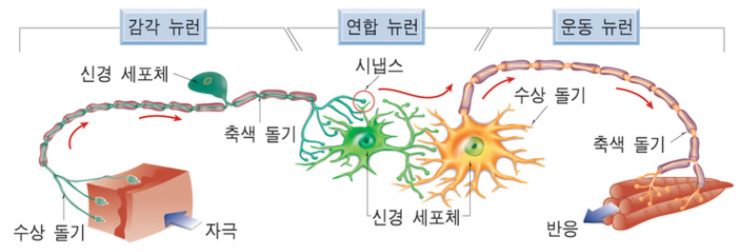 감각 뉴런
연합 뉴런
운동 뉴런
신경 세포체
시냅스
수상 돌기
축색 돌기
축색 돌기
수상 돌기
자극
신경 세포체
반응